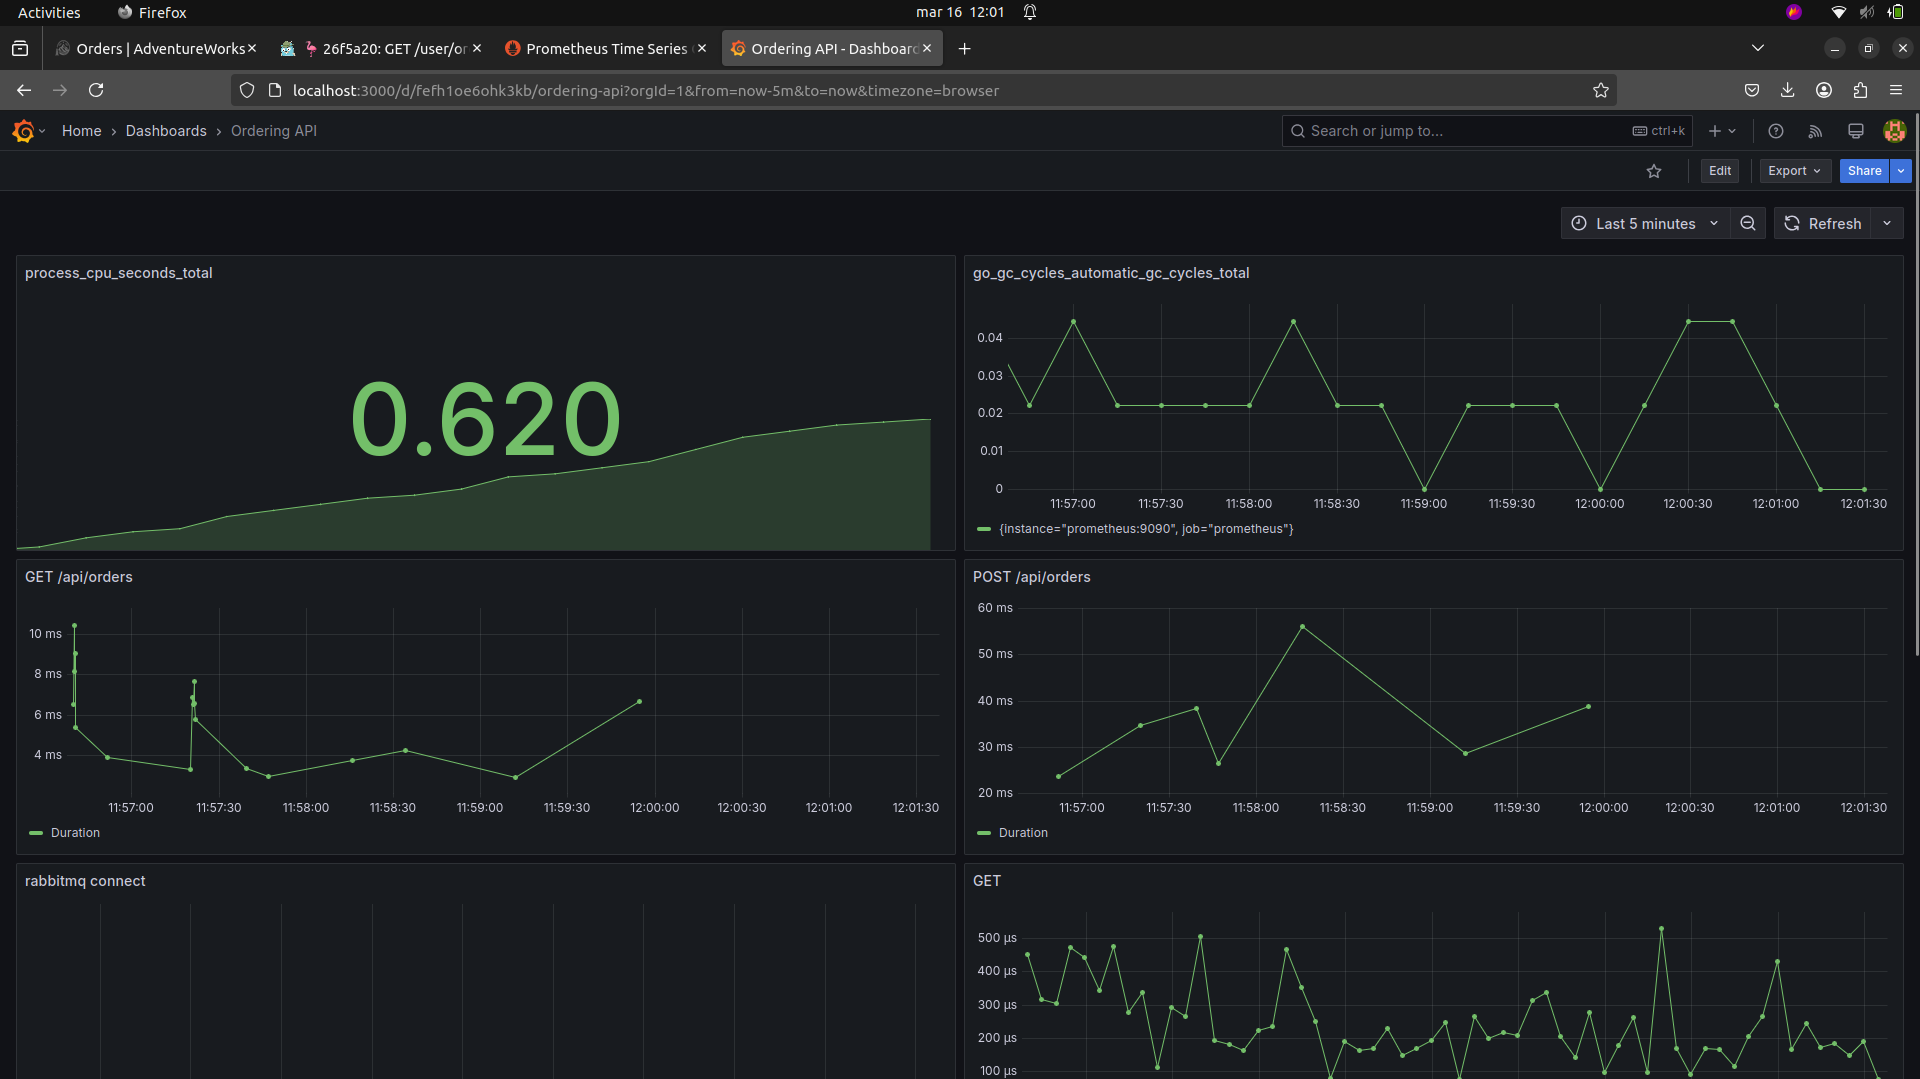 Activities Firefox mar 16 12:01
Orders | AdventureWorks 26f5a20: GET /user/or Prometheus Time Series Ordering API - Dashboard
localhost:3000/d/fefh1oe6ohk3kb/ordering-api?orgId=1&from=now-5m&to=now&timezone=browser
Home › Dashboards › Ordering API Search or jump to... ctrl+k
Edit Export Share
Last 5 minutes Refresh
process_cpu_seconds_total
0.620
go_gc_cycles_automatic_gc_cycles_total
0.04
0.03
0.02
0.01
0
11:57:00 11:57:30 11:58:00 11:58:30 11:59:00 11:59:30 12:00:00 12:00:30 12:01:00 12:01:30
{instance="prometheus:9090", job="prometheus"}
GET /api/orders
10 ms
8 ms
6 ms
4 ms
11:57:00 11:57:30 11:58:00 11:58:30 11:59:00 11:59:30 12:00:00 12:00:30 12:01:00 12:01:30
Duration
POST /api/orders
60 ms
50 ms
40 ms
30 ms
20 ms
11:57:00 11:57:30 11:58:00 11:58:30 11:59:00 11:59:30 12:00:00 12:00:30 12:01:00 12:01:30
Duration
rabbitmq connect
GET
500 µs
400 µs
300 µs
200 µs
100 µs